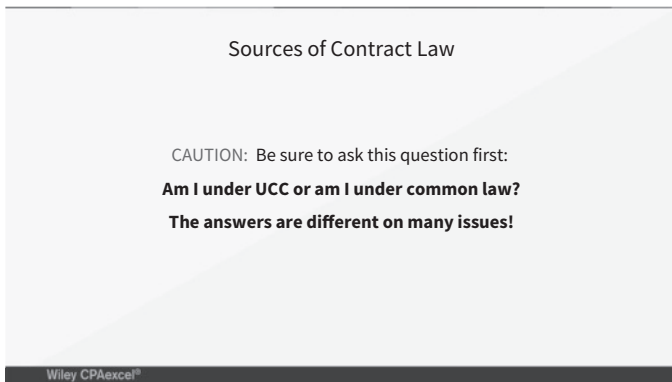 Sources of Contract Law
CAUTION: Be sure to ask this question first:
Am I under UCC or am I under common law?
The answers are different on many issues!
Wiley CPAexcel®